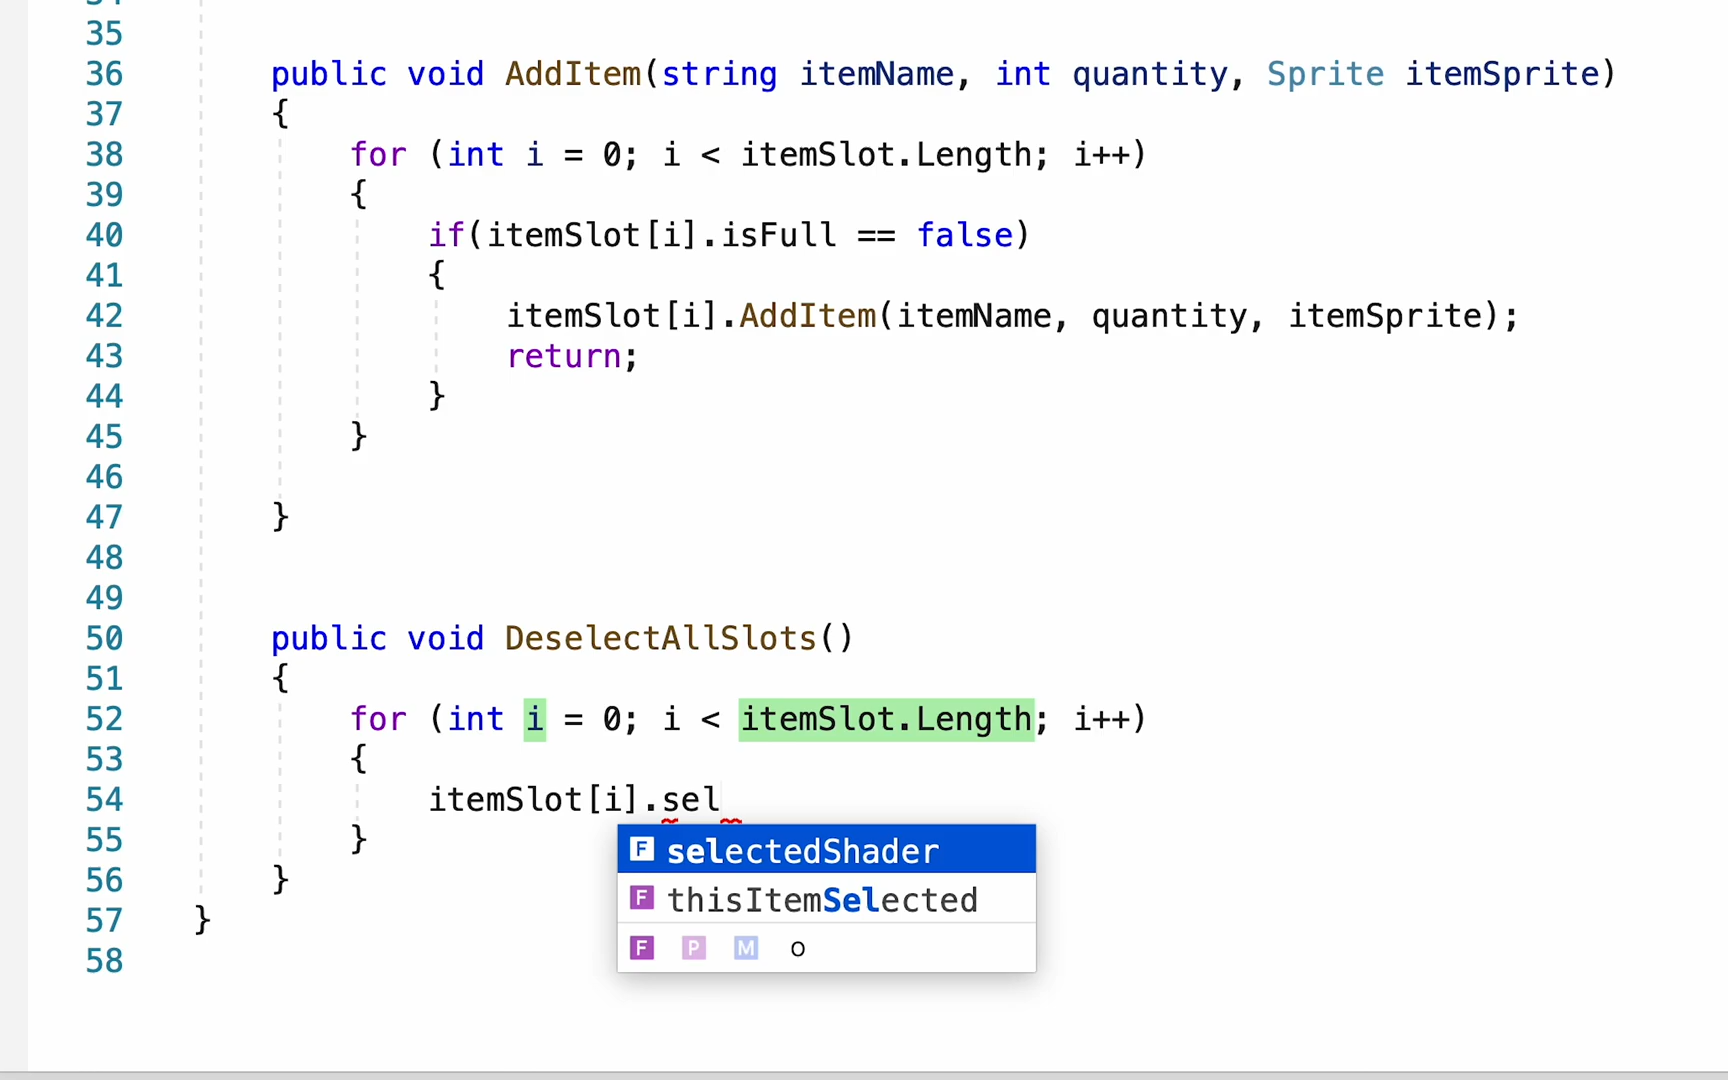 35
36 public void AddItem(string itemName, int quantity, Sprite itemSprite)
37 {
38 for (int i = 0; i < itemSlot.Length; i++)
39 {
40 if(itemSlot[i].isFull == false)
41 {
42 itemSlot[i].AddItem(itemName, quantity, itemSprite);
43 return;
44 }
45 }
46
47 }
48
49
50 public void DeselectAllSlots()
51 {
52 for (int i = 0; i < itemSlot.Length; i++)
53 {
54 itemSlot[i].sel
55 }
F selectedShader
56 }
F thisItemSelected
57 }
F P M o
58